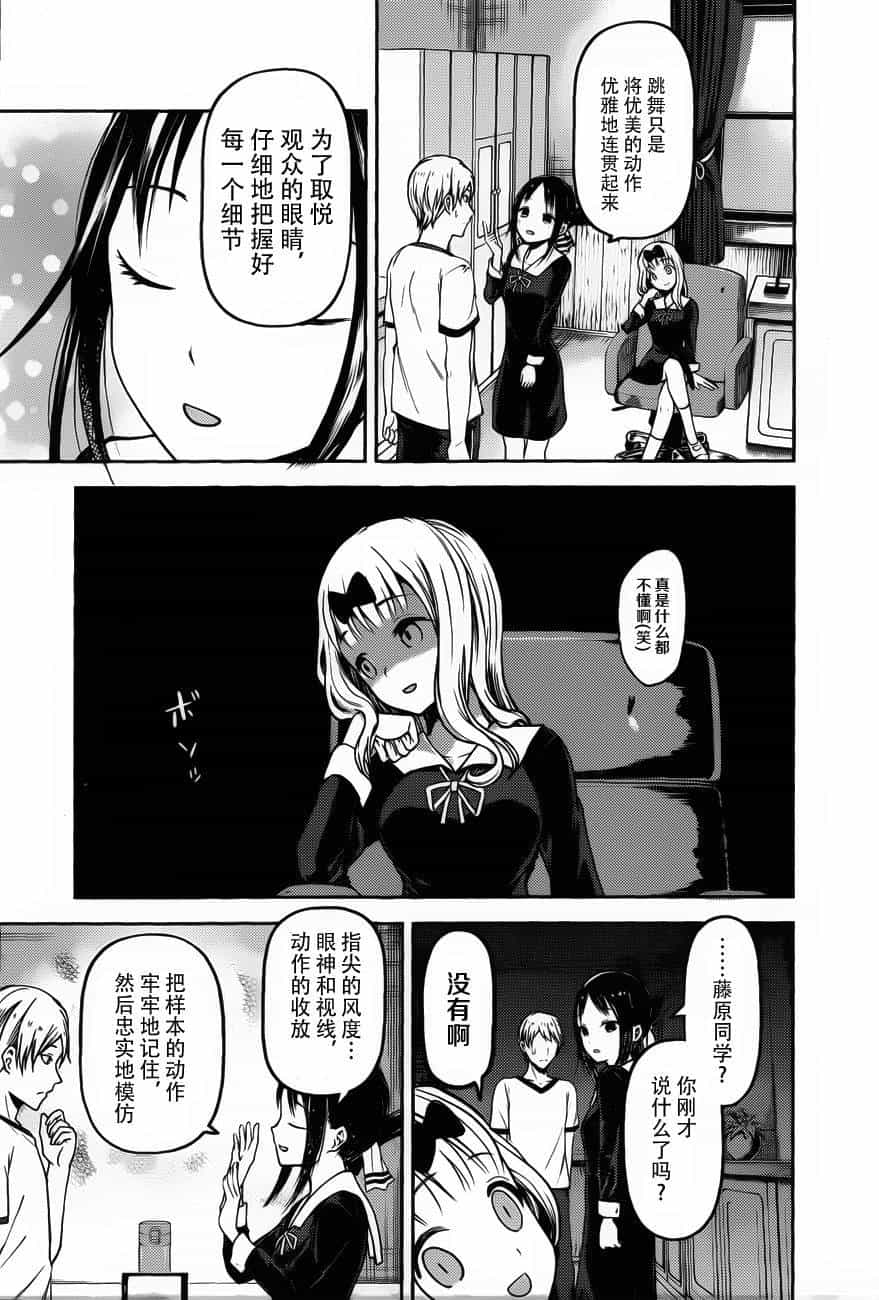 跳舞只是
将优美的动作
优雅地连贯起来
为了取悦
观众的眼睛,
仔细地把握好
每一个细节
真是什么都
不懂啊(笑)
ボソッ
……藤原同学?
你刚才
说什么了吗?
没有啊
指尖的风度…
眼神和视线,
动作的收放
把样本的动作
牢牢地记住,
然后忠实地模仿